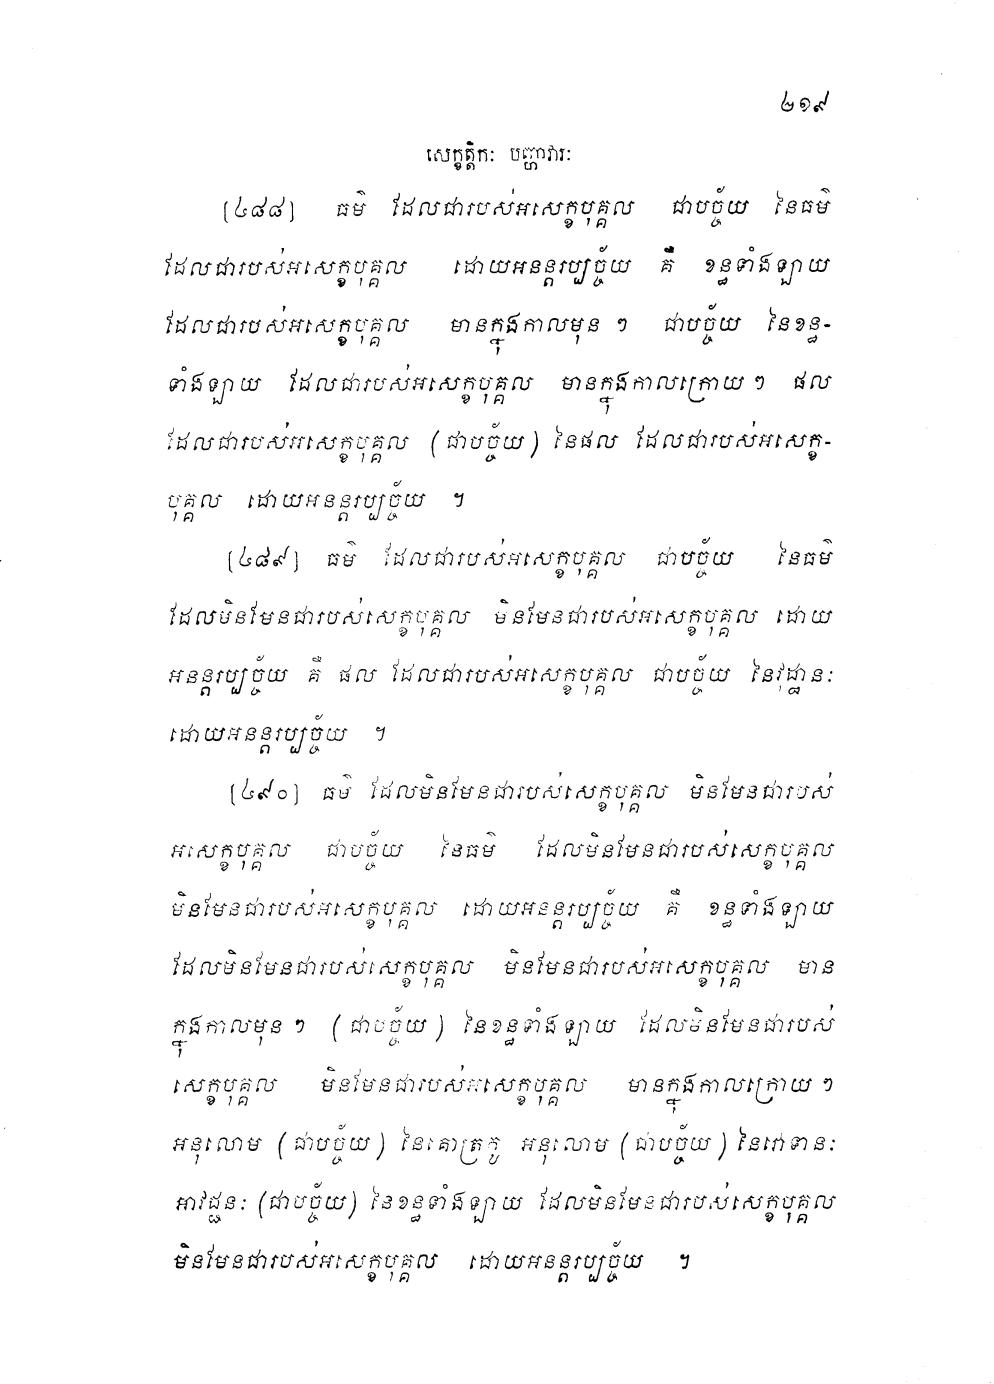 ២១៩
សេក្ខត្តិកៈ បញ្ហាវារៈ
[៤៨៨] ធម៌ ដែលជារបស់អសេក្ខបុគ្គល ជាបច្ច័យ នៃធម៌
ដែលជារបស់អសេក្ខបុគ្គល ដោយអនន្តរប្បច្ច័យ គឺ ខន្ធទាំងឡាយ
ដែលជារបស់អសេក្ខបុគ្គល មានក្នុងកាលមុន ៗ ជាបច្ច័យ នៃខន្ធ-
ទាំងឡាយ ដែលជារបស់អសេក្ខបុគ្គល មានក្នុងកាលក្រោយ ៗ ផល
ដែលជារបស់អសេក្ខបុគ្គល (ជាបច្ច័យ) នៃផល ដែលជារបស់អសេក្ខ-
បុគ្គល ដោយអនន្តរប្បច្ច័យ ។
[៤៨៩] ធម៌ ដែលជារបស់អសេក្ខបុគ្គល ជាបច្ច័យ នៃធម៌
ដែលមិនមែនជារបស់សេក្ខបុគ្គល មិនមែនជារបស់អសេក្ខបុគ្គល ដោយ
អនន្តរប្បច្ច័យ គឺ ផល ដែលជារបស់អសេក្ខបុគ្គល ជាបច្ច័យ នៃវុដ្ឋានៈ
ដោយអនន្តរប្បច្ច័យ ។
[៤៩០] ធម៌ ដែលមិនមែនជារបស់សេក្ខបុគ្គល មិនមែនជារបស់
អសេក្ខបុគ្គល ជាបច្ច័យ នៃធម៌ ដែលមិនមែនជារបស់សេក្ខបុគ្គល
មិនមែនជារបស់អសេក្ខបុគ្គល ដោយអនន្តរប្បច្ច័យ គឺ ខន្ធទាំងឡាយ
ដែលមិនមែនជារបស់សេក្ខបុគ្គល មិនមែនជារបស់អសេក្ខបុគ្គល មាន
ក្នុងកាលមុន ៗ (ជាបច្ច័យ) នៃខន្ធទាំងឡាយ ដែលមិនមែនជារបស់
សេក្ខបុគ្គល មិនមែនជារបស់អសេក្ខបុគ្គល មានក្នុងកាលក្រោយ ៗ
អនុលោម (ជាបច្ច័យ) នៃគោត្រភូ អនុលោម (ជាបច្ច័យ) នៃវោទានៈ
អាវជ្ជនៈ (ជាបច្ច័យ) នៃខន្ធទាំងឡាយ ដែលមិនមែនជារបស់សេក្ខបុគ្គល
មិនមែនជារបស់អសេក្ខបុគ្គល ដោយអនន្តរប្បច្ច័យ ។